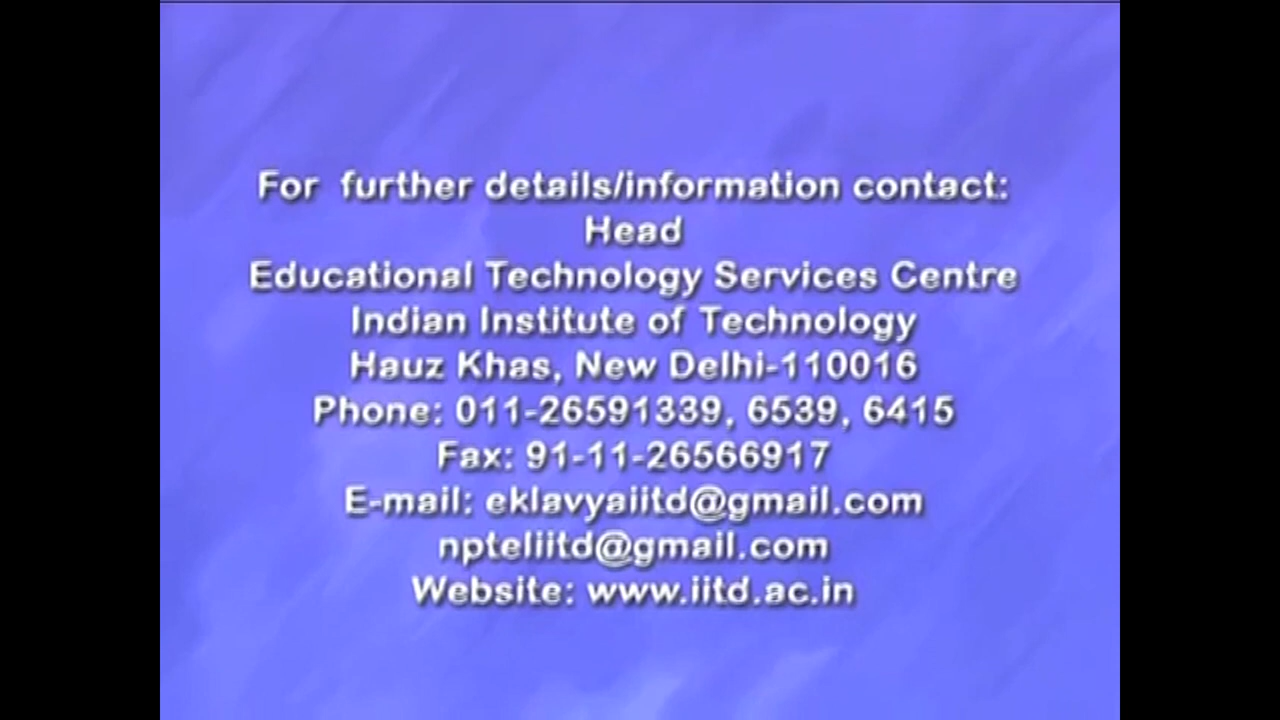 For further details/information contact:
Head
Educational Technology Services Centre
Indian Institute of Technology
Hauz Khas, New Delhi-110016
Phone: 011-26591339, 6539, 6415
Fax: 91-11-26566917
E-mail: eklavyaiitd@gmail.com
npteliitd@gmail.com
Website: www.iitd.ac.in